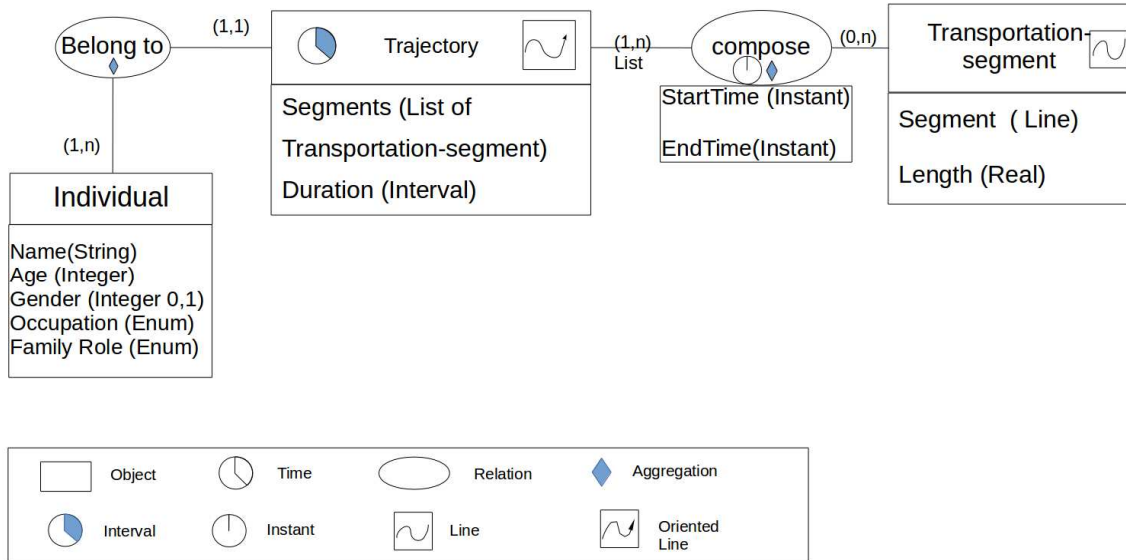 Belong to
(1,1)
Trajectory
(1,n)
List
compose
(0,n)
Transportation-
segment
StartTime (Instant)
EndTime(Instant)
Segments (List of
Transportation-segment)
Duration (Interval)
Segment ( Line)
Length (Real)
(1,n)
Individual
Name(String)
Age (Integer)
Gender (Integer 0,1)
Occupation (Enum)
Family Role (Enum)
Object
Time
Relation
Aggregation
Interval
Instant
Line
Oriented
Line